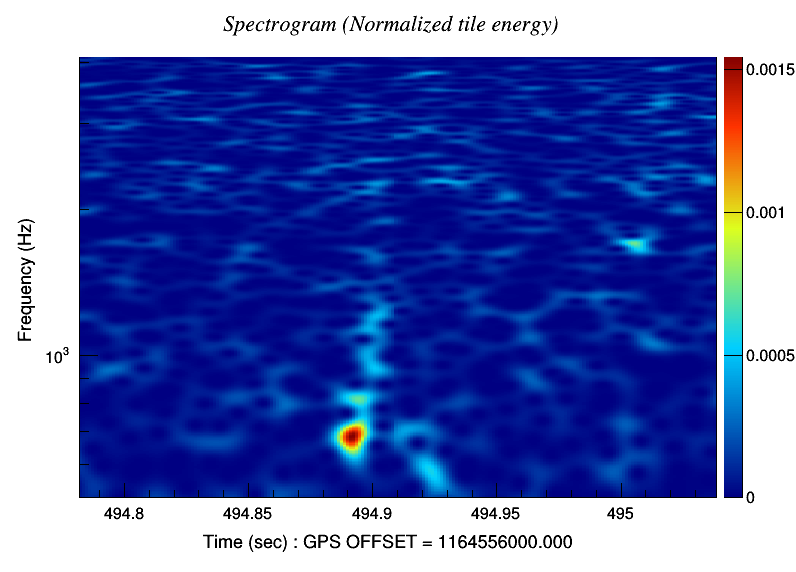 Spectrogram (Normalized tile energy)
0.0015
0.001
0.0005
0
Frequency (Hz)
10³
494.8 494.85 494.9 494.95 495
Time (sec) : GPS OFFSET = 1164556000.000